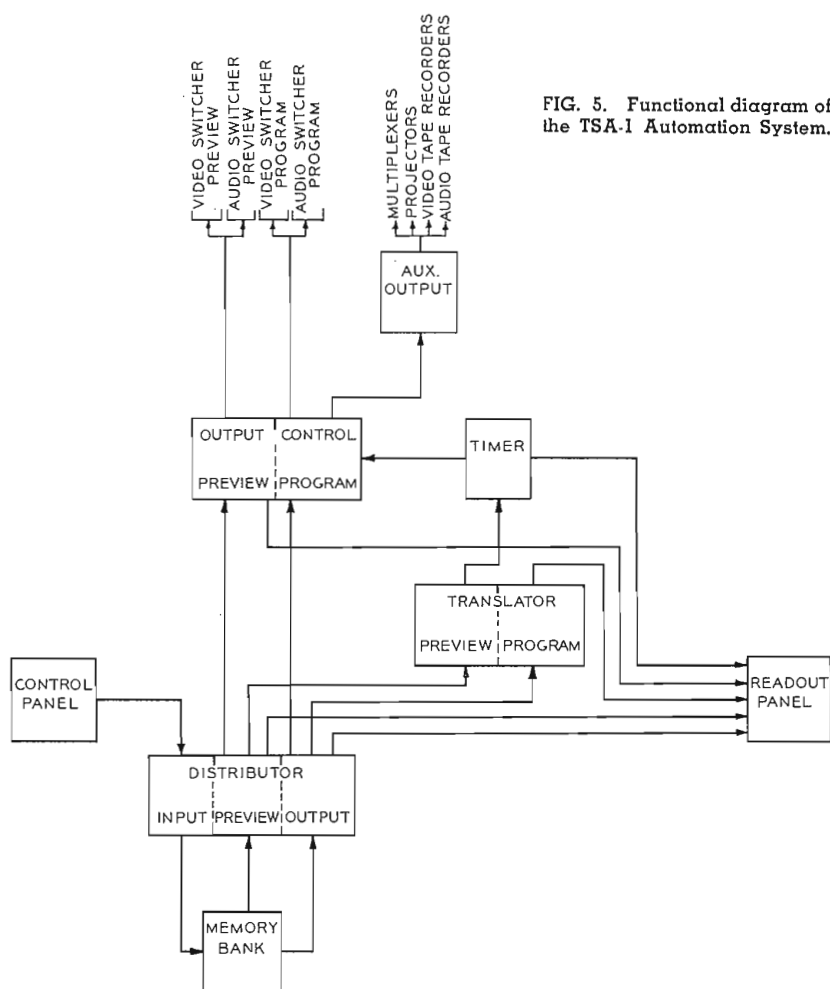 VIDEO SWITCHER
PREVIEW
AUDIO SWITCHER
PREVIEW
VIDEO SWITCHER
PROGRAM
AUDIO SWITCHER
PROGRAM
MULTIPLEXERS
PROJECTORS
VIDEO TAPE RECORDERS
AUDIO TAPE RECORDERS
FIG. 5. Functional diagram of
the TSA-1 Automation System.
AUX.
OUTPUT
OUTPUT CONTROL
PREVIEW PROGRAM
TIMER
TRANSLATOR
PREVIEW PROGRAM
CONTROL
PANEL
READOUT
PANEL
DISTRIBUTOR
INPUT PREVIEW OUTPUT
MEMORY
BANK